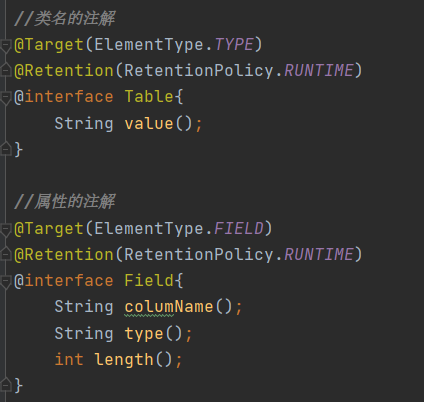 //类名的注解
@Target(ElementType.TYPE)
@Retention(RetentionPolicy.RUNTIME)
@interface Table{
    String value();
}

//属性的注解
@Target(ElementType.FIELD)
@Retention(RetentionPolicy.RUNTIME)
@interface Field{
    String columName();
    String type();
    int length();
}